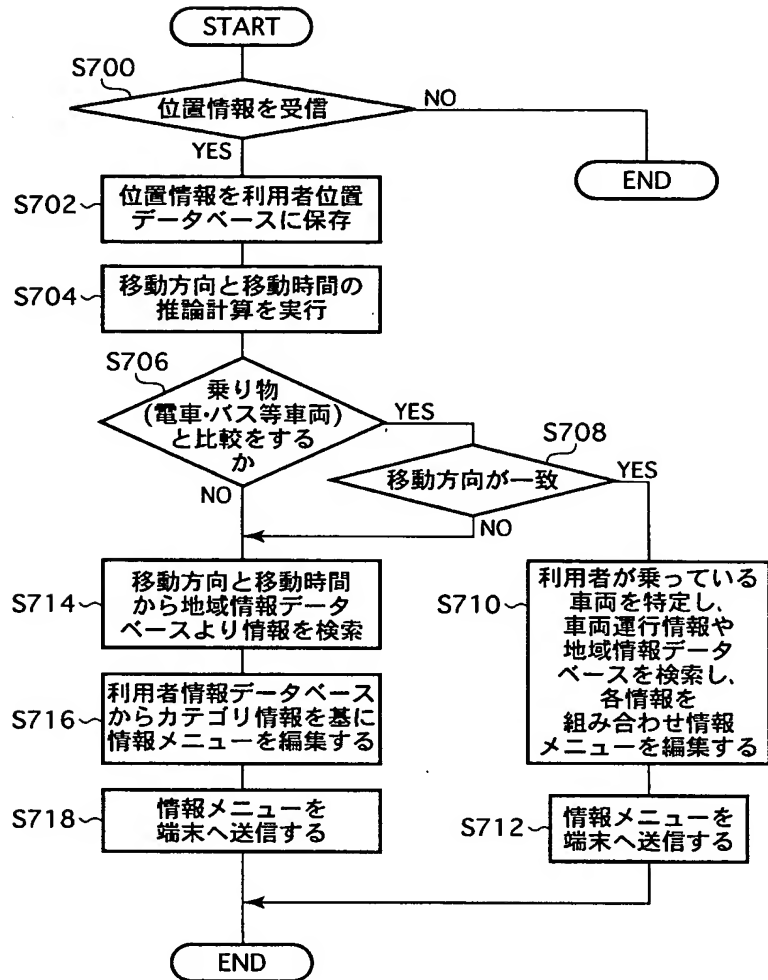 START
S700
位置情報を受信
NO
YES
END
S702
位置情報を利用者位置
データベースに保存
S704
移動方向と移動時間の
推論計算を実行
S706
乗り物
(電車・バス等車両)
と比較をする
か
YES
NO
S708
移動方向が一致
YES
NO
S714
移動方向と移動時間
から地域情報データ
ベースより情報を検索
S710
利用者が乗っている
車両を特定し、
車両運行情報や
地域情報データ
ベースを検索し、
各情報を
組み合わせ情報
メニューを編集する
S716
利用者情報データベース
からカテゴリ情報を基に
情報メニューを編集する
S718
情報メニューを
端末へ送信する
S712
情報メニューを
端末へ送信する
END